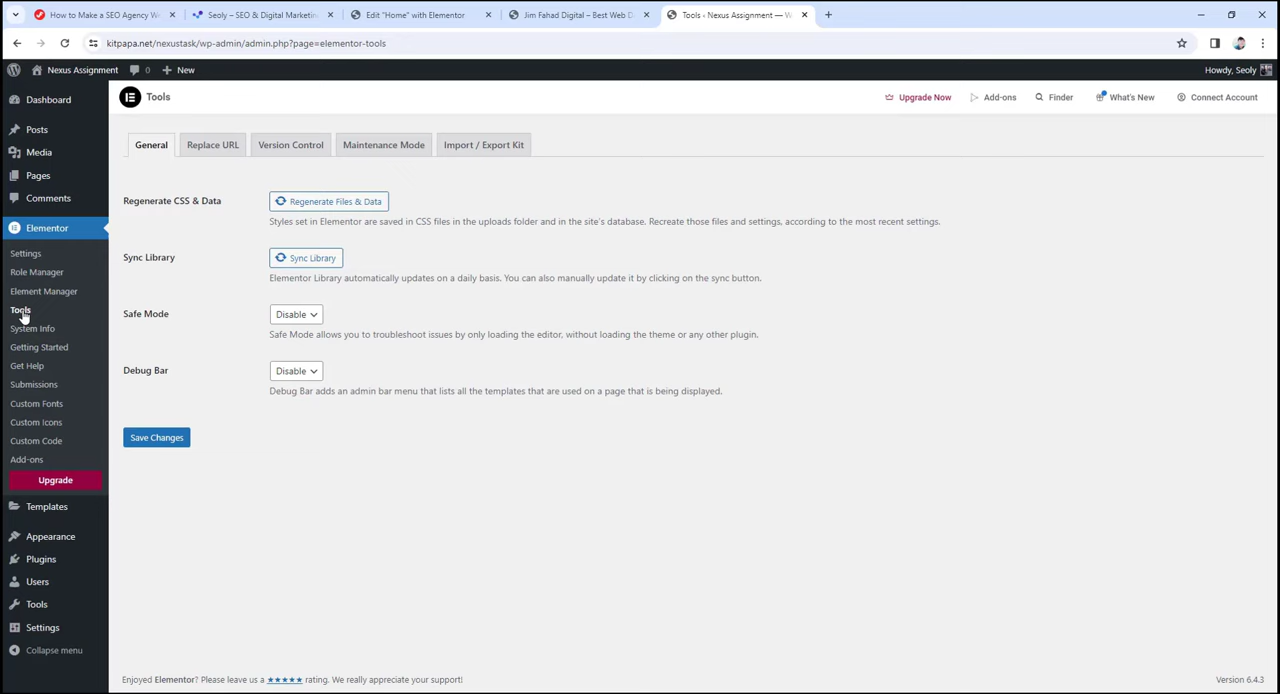 How to Make a SEO Agency We
Seoly – SEO & Digital Marketin
Edit "Home" with Elementor
Jim Fahad Digital – Best Web D
Tools ‹ Nexus Assignment — W
kitpapa.net/nexustask/wp-admin/admin.php?page=elementor-tools
Nexus Assignment
0
New
Howdy, Seoly
Dashboard
Posts
Media
Pages
Comments
Elementor
Settings
Role Manager
Element Manager
Tools
System Info
Getting Started
Get Help
Submissions
Custom Fonts
Custom Icons
Custom Code
Add-ons
Upgrade
Templates
Appearance
Plugins
Users
Tools
Settings
Collapse menu
Tools
Upgrade Now
Add-ons
Finder
What's New
Connect Account
General
Replace URL
Version Control
Maintenance Mode
Import / Export Kit
Regenerate CSS & Data
Regenerate Files & Data
Styles set in Elementor are saved in CSS files in the uploads folder and in the site's database. Recreate those files and settings, according to the most recent settings.
Sync Library
Sync Library
Elementor Library automatically updates on a daily basis. You can also manually update it by clicking on the sync button.
Safe Mode
Disable
Safe Mode allows you to troubleshoot issues by only loading the editor, without loading the theme or any other plugin.
Debug Bar
Disable
Debug Bar adds an admin bar menu that lists all the templates that are used on a page that is being displayed.
Save Changes
Enjoyed Elementor? Please leave us a ★★★★★ rating. We really appreciate your support!
Version 6.4.3